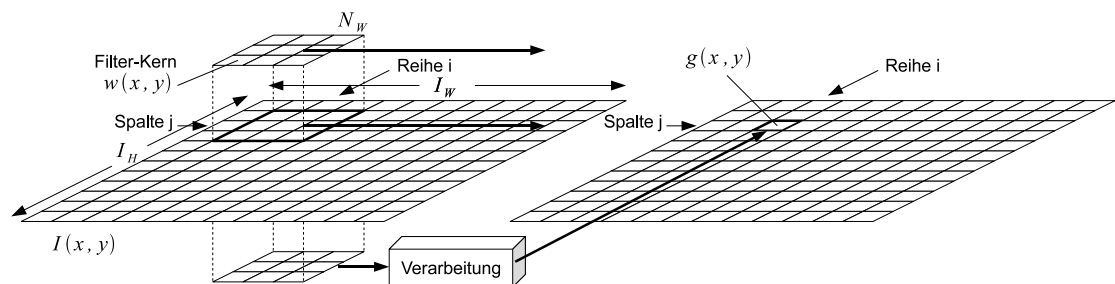 N_W
Filter-Kern
w(x, y)
Reihe i
I_W
Spalte j
I_H
I(x, y)
Verarbeitung
g(x, y)
Reihe i
Spalte j